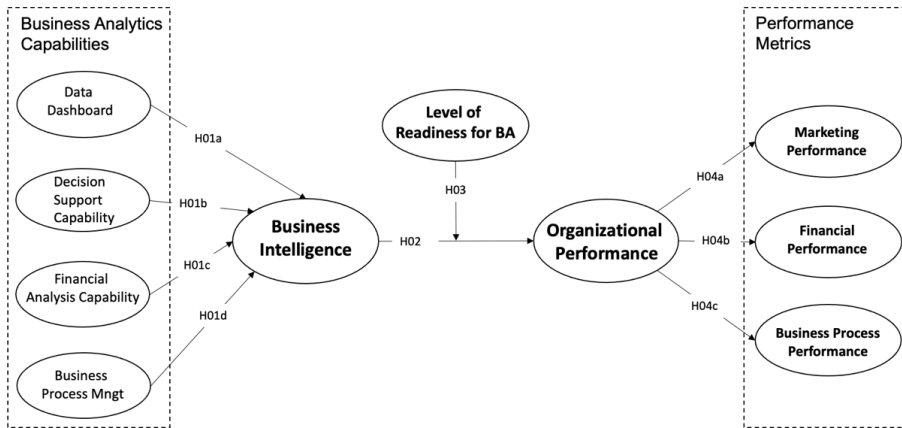 Business Analytics
Capabilities
Data
Dashboard
Decision
Support
Capability
Financial
Analysis Capability
Business
Process Mngt
H01a
H01b
H01c
H01d
Business
Intelligence
Level of
Readiness for BA
H03
H02
Organizational
Performance
H04a
H04b
H04c
Performance
Metrics
Marketing
Performance
Financial
Performance
Business Process
Performance